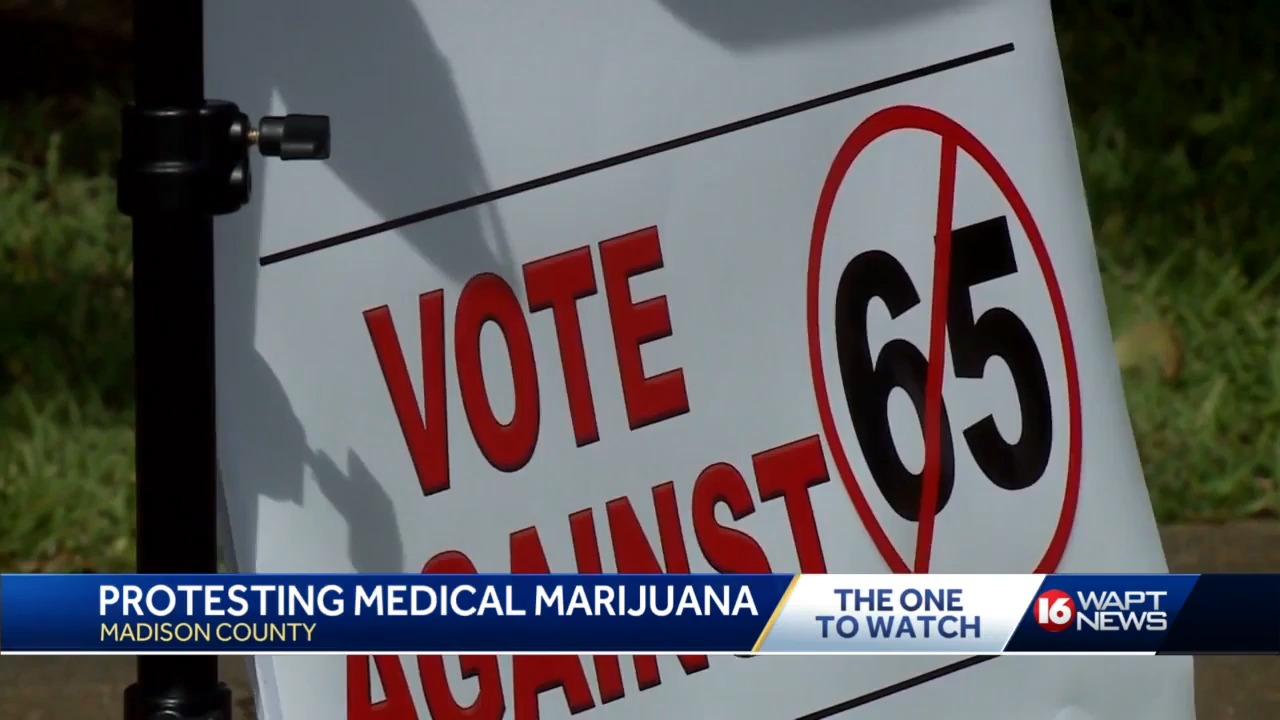 VOTE
AGAINST
65
PROTESTING MEDICAL MARIJUANA
MADISON COUNTY
THE ONE
TO WATCH
16 WAPT
NEWS